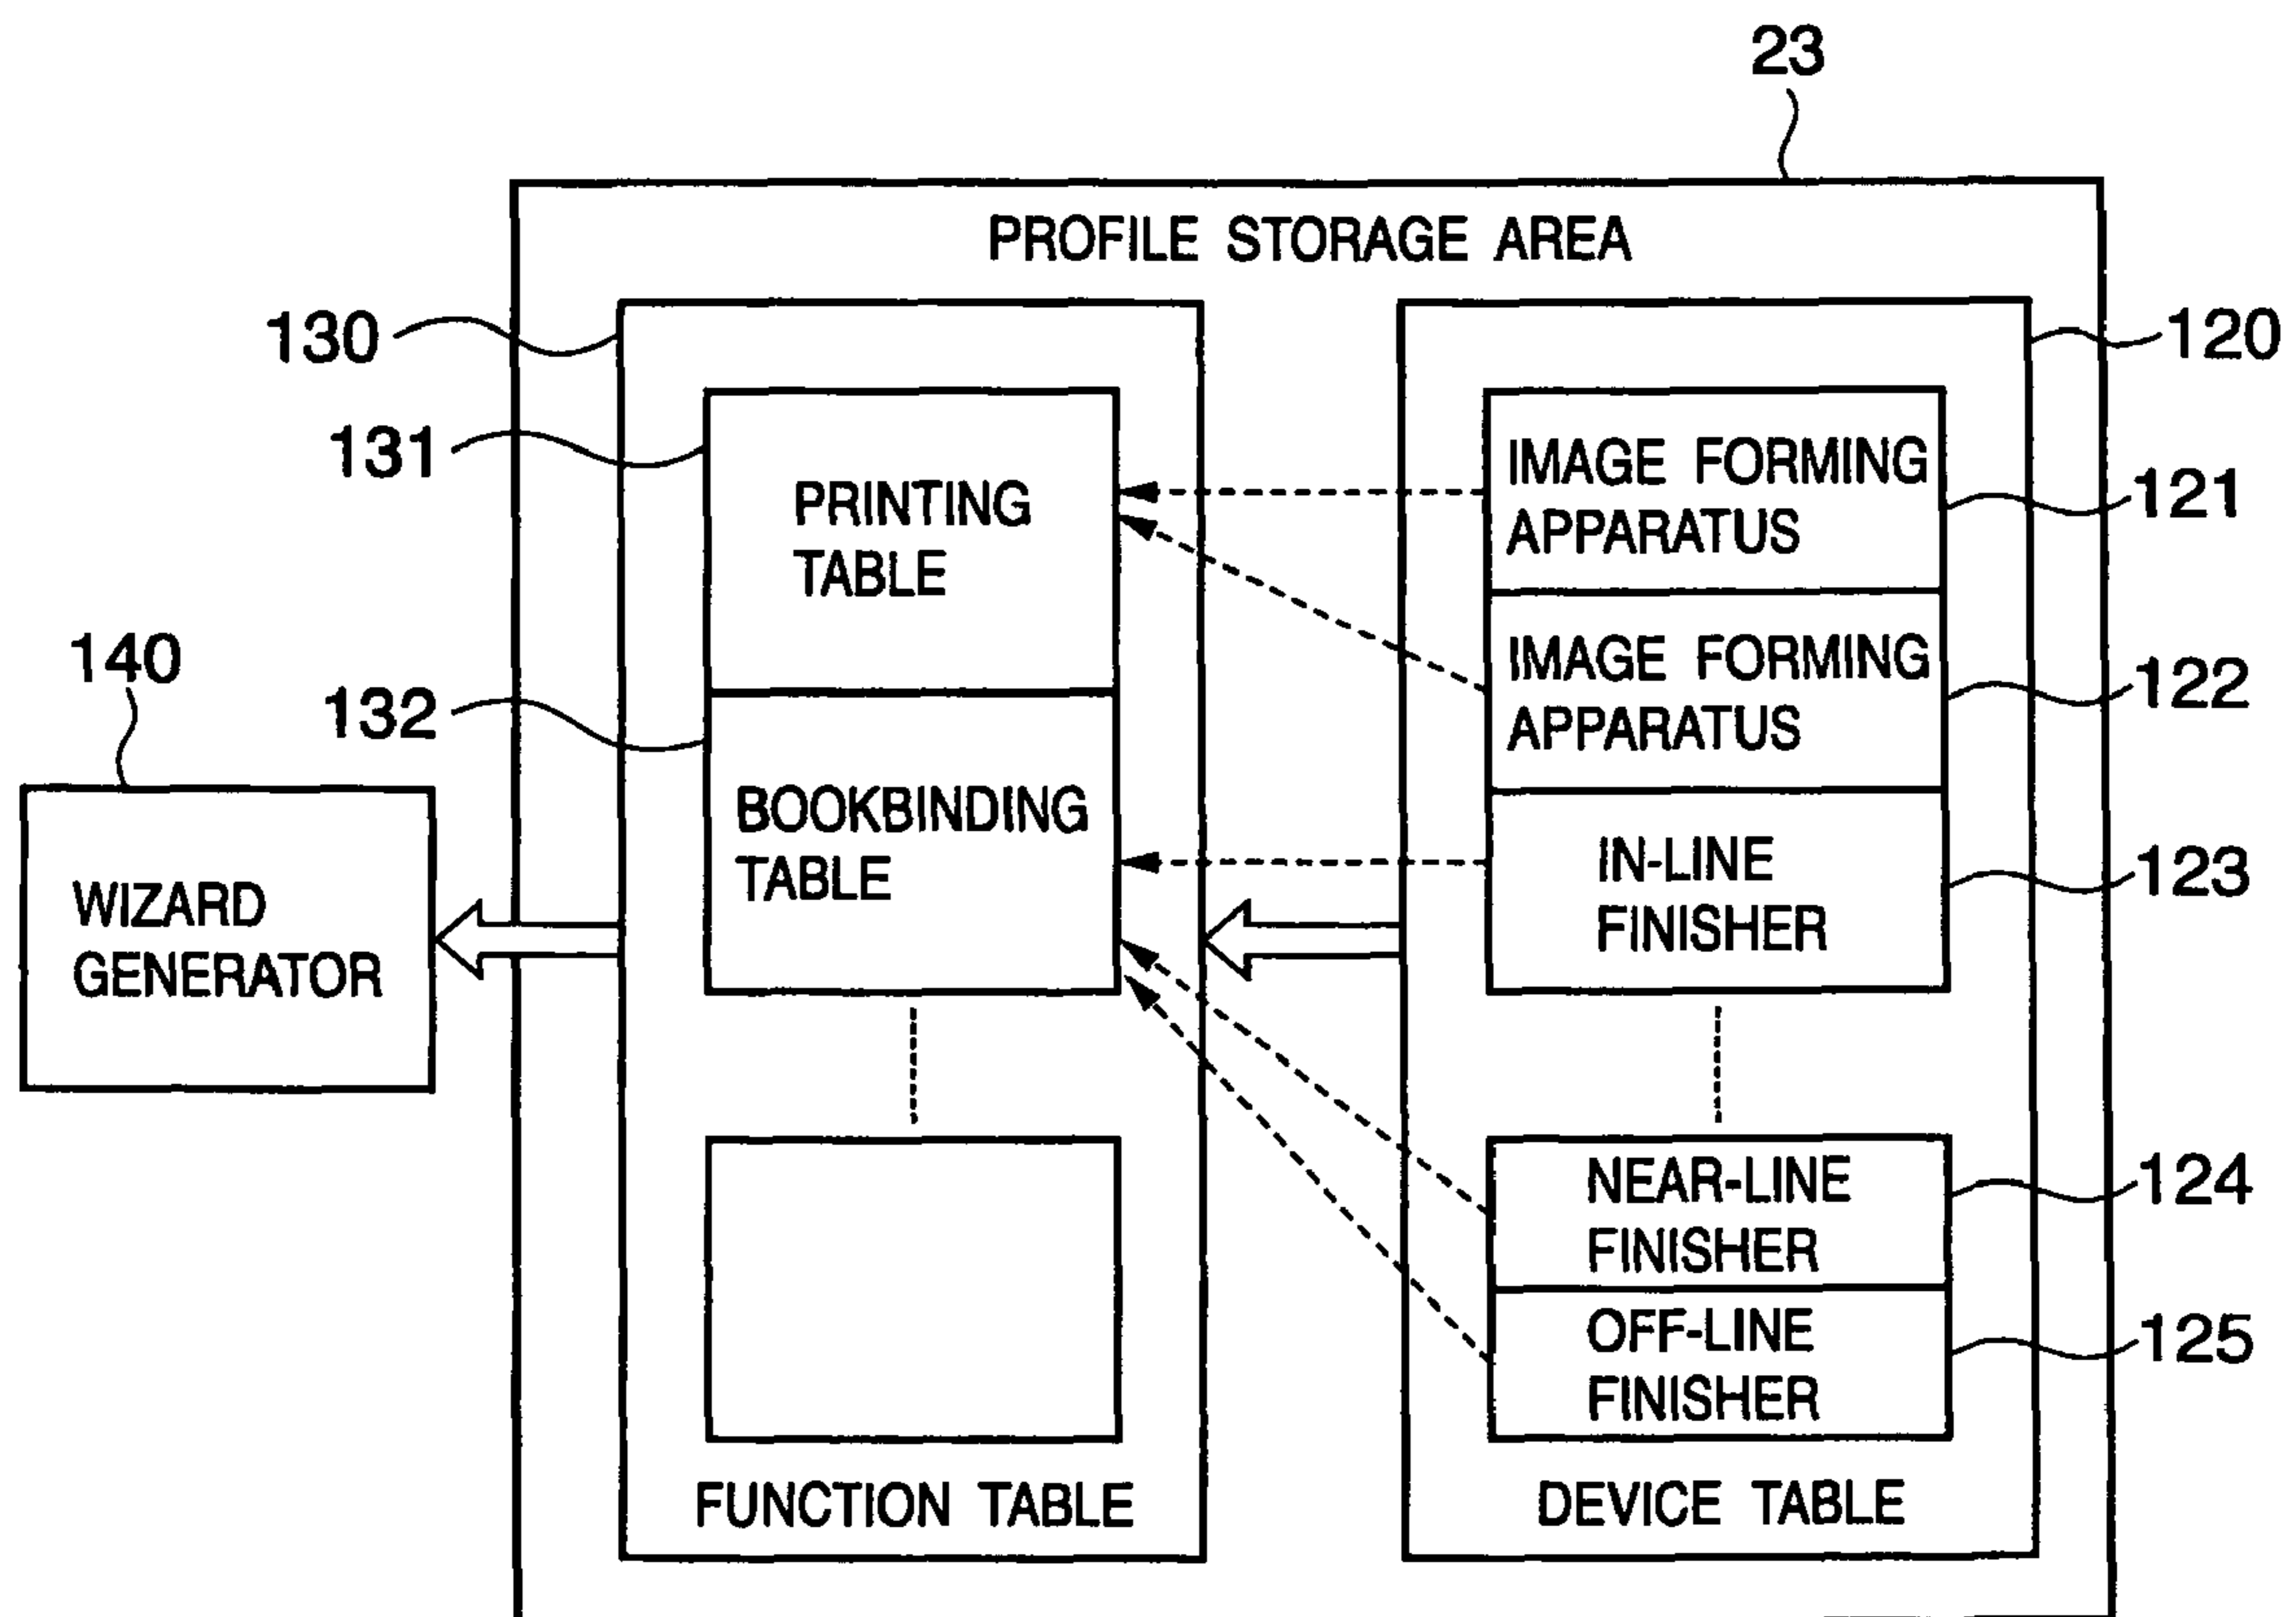 23
PROFILE STORAGE AREA
130
120
131
PRINTING
TABLE
IMAGE FORMING
APPARATUS
121
140
132
IMAGE FORMING
APPARATUS
122
WIZARD
GENERATOR
BOOKBINDING
TABLE
IN-LINE
FINISHER
123
NEAR-LINE
FINISHER
124
OFF-LINE
FINISHER
125
FUNCTION TABLE
DEVICE TABLE